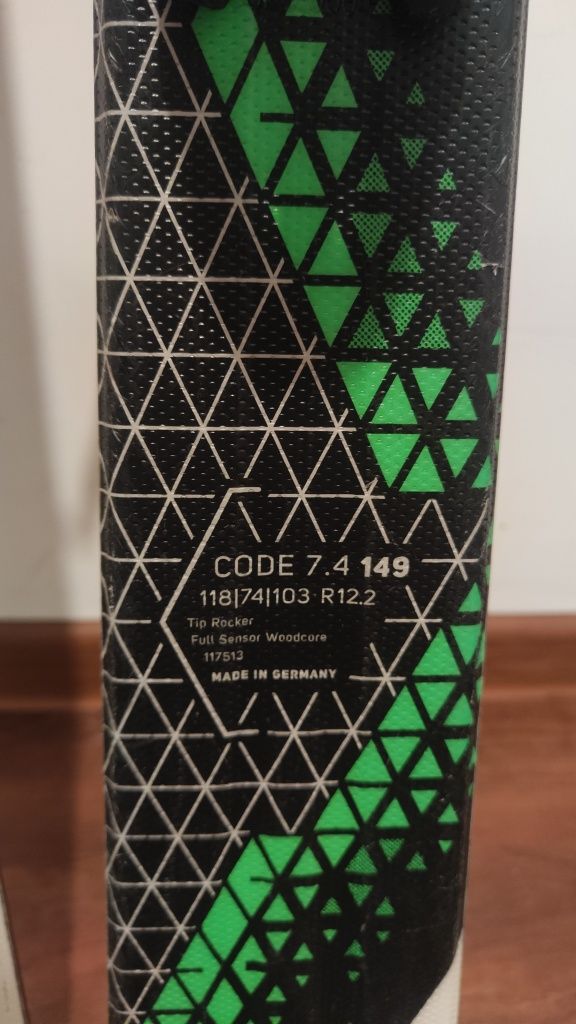 CODE 7.4 149
118|74|103 R12.2
Tip Rocker
Full Sensor Woodcore
117513
MADE IN GERMANY